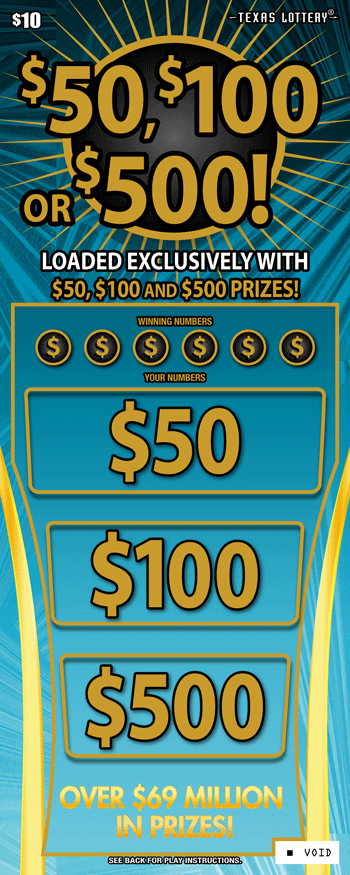 $10
TEXAS LOTTERY®
$50, $100
OR $500!
LOADED EXCLUSIVELY WITH
$50, $100 AND $500 PRIZES!
WINNING NUMBERS
$ $ $ $ $ $
YOUR NUMBERS
$50
$100
$500
OVER $69 MILLION
IN PRIZES!
VOID
SEE BACK FOR PLAY INSTRUCTIONS.